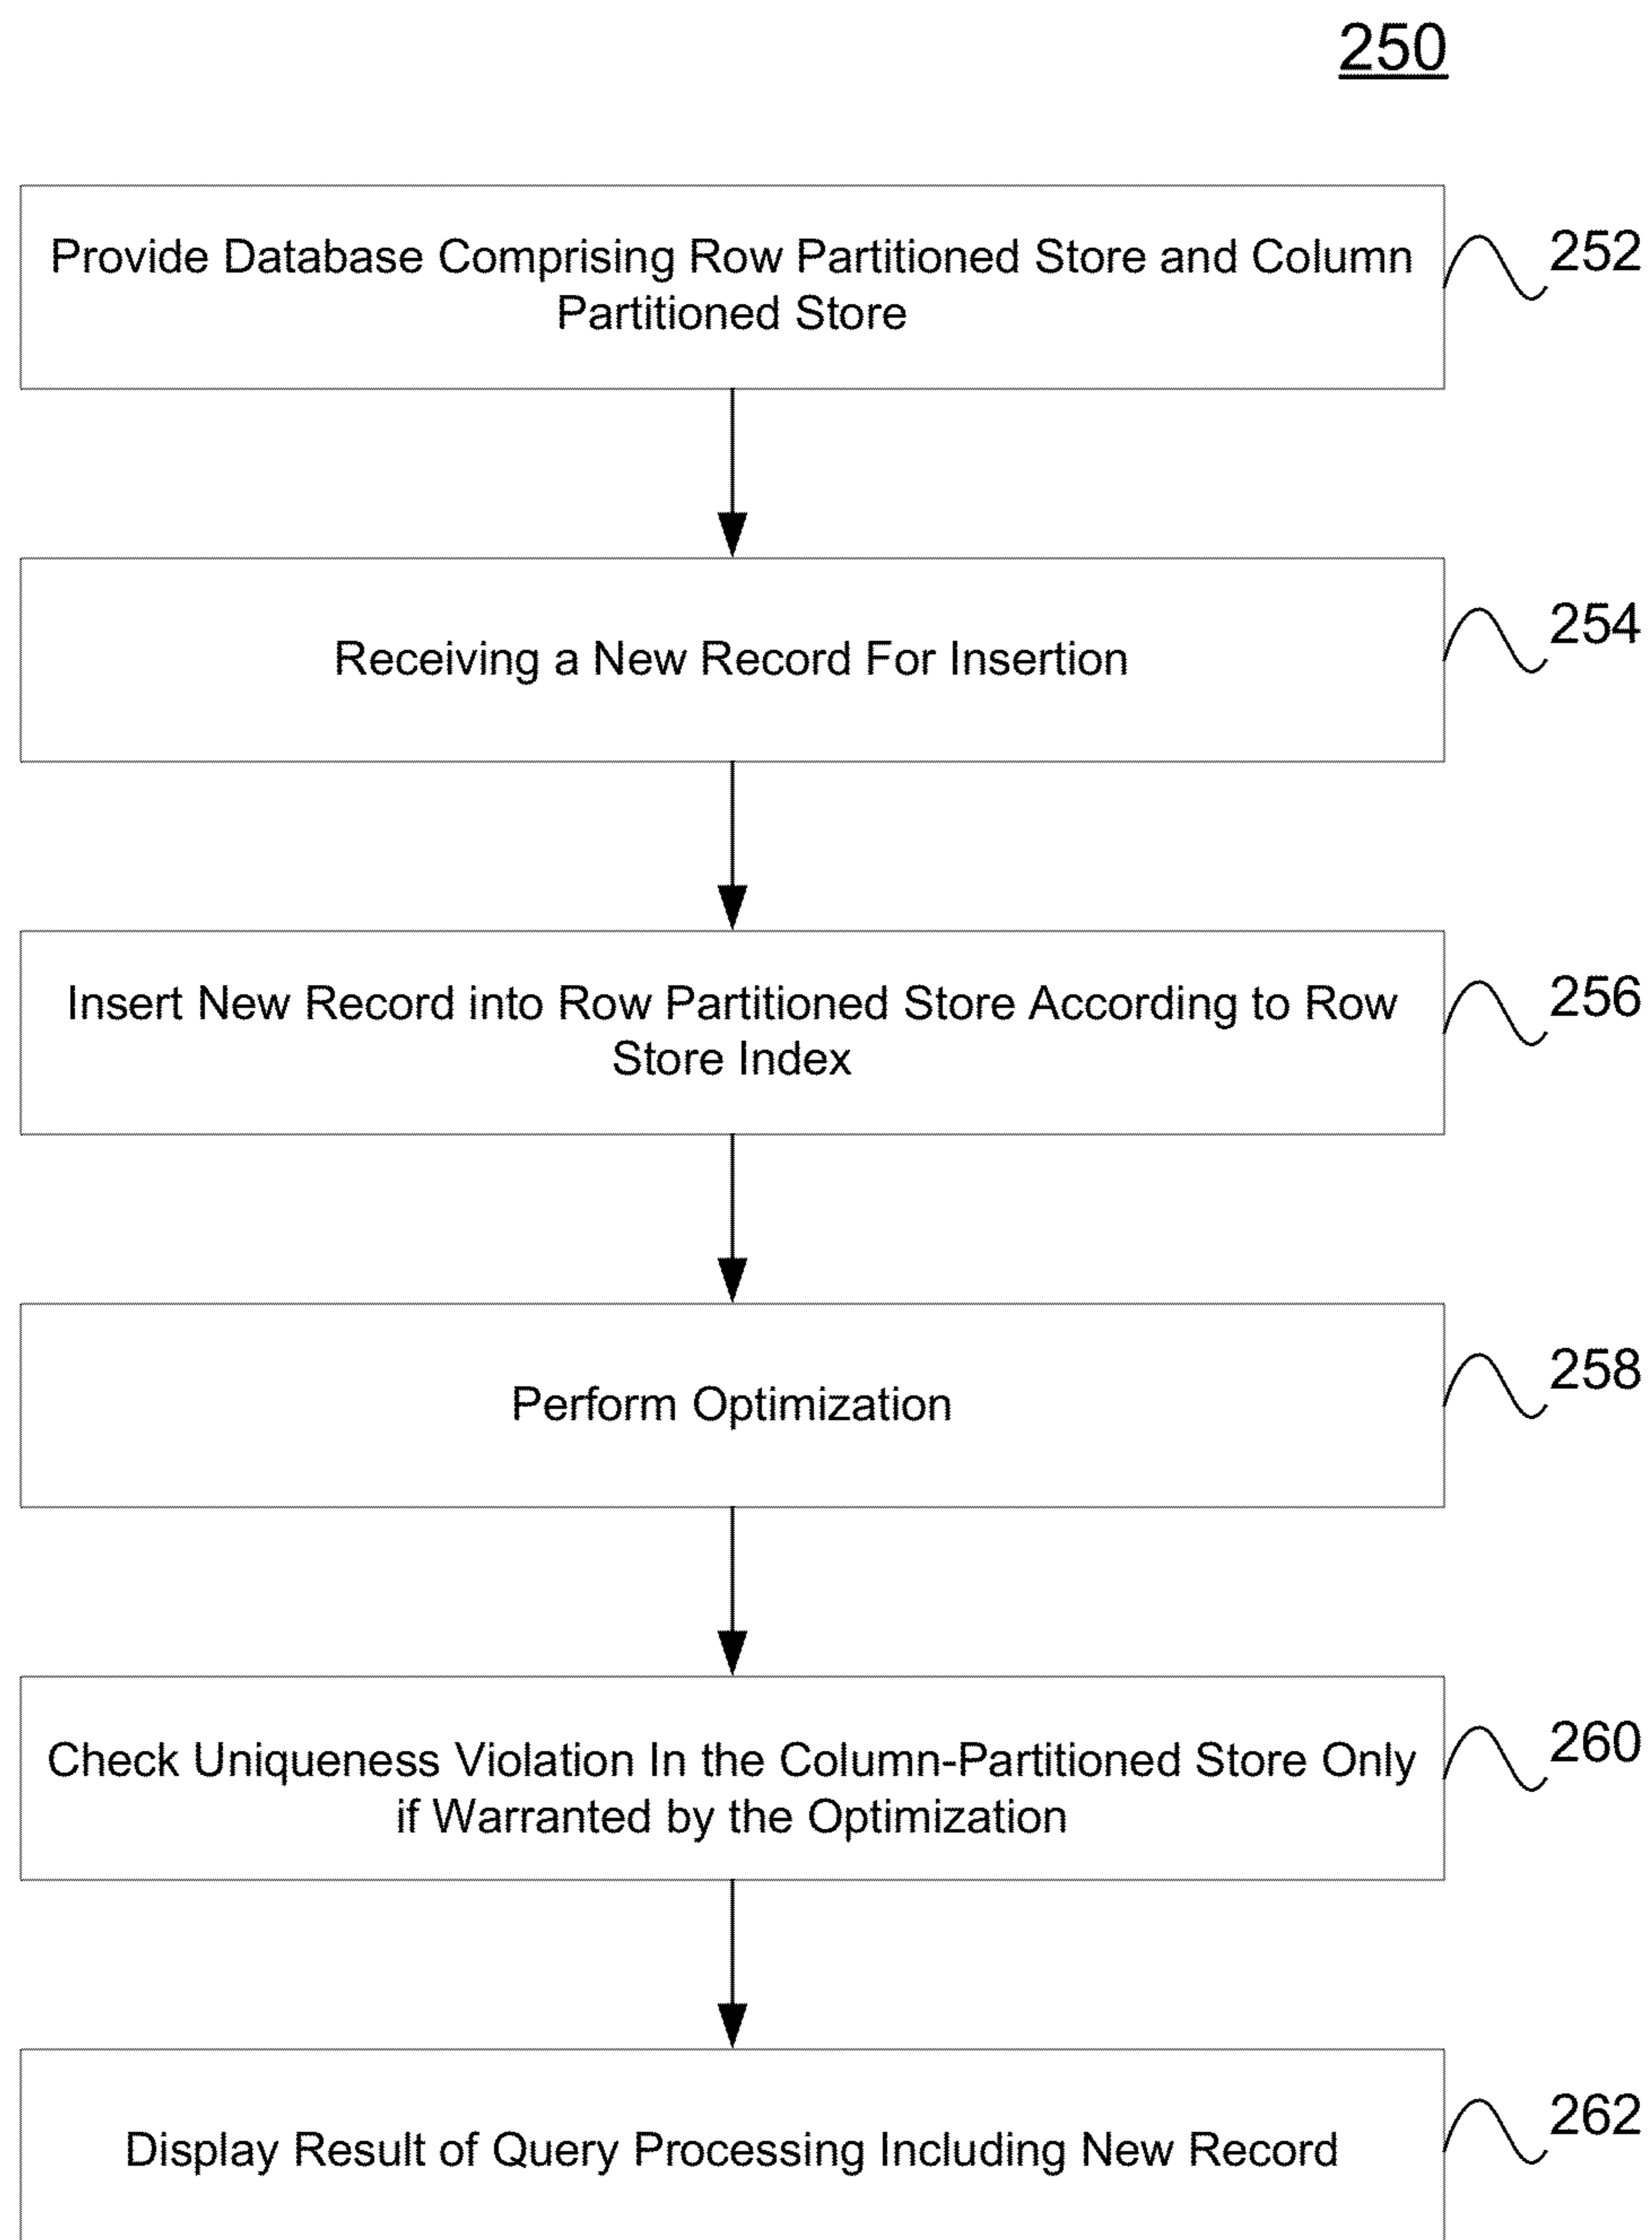 250
Provide Database Comprising Row Partitioned Store and Column
Partitioned Store
252
Receiving a New Record For Insertion
254
Insert New Record into Row Partitioned Store According to Row
Store Index
256
Perform Optimization
258
Check Uniqueness Violation In the Column-Partitioned Store Only
if Warranted by the Optimization
260
Display Result of Query Processing Including New Record
262